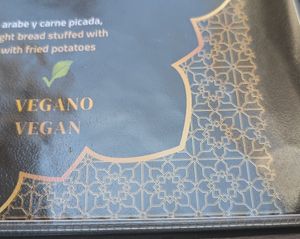 arabe y carne picada,
ght bread stuffed with
with fried potatoes
VEGANO
VEGAN